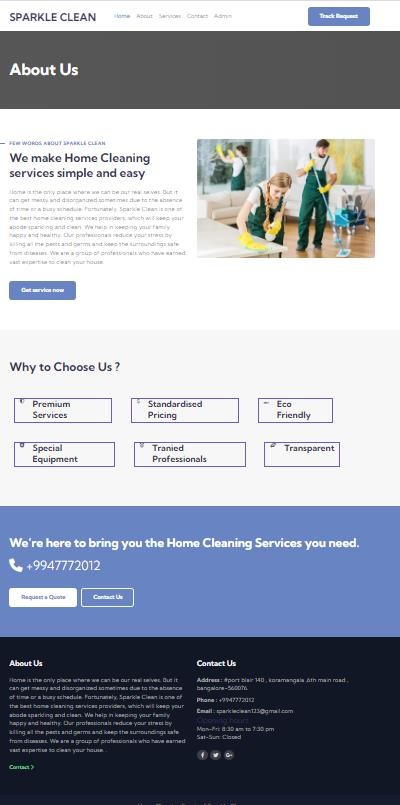 SPARKLE CLEAN
Home About Services Contact Admin
Track Request
About Us
FEW WORDS ABOUT SPARKLE CLEAN
We make Home Cleaning
services simple and easy
Home is the only place where we can be our real selves. But it
can get messy and disorganized sometimes due to the absence
of time or a busy schedule. Fortunately, Sparkle Clean is one of
the best home cleaning services providers, which will keep your
abode sparkling and clean. We help in keeping your family
happy and healthy. Our Professionals reduce your stress by
killing all the pests and germs and keep the surroundings safe
from diseases. We are a group of professionals who have earned
vast expertise to clean your house.
Get service now
Why to Choose Us ?
Premium
Services
Standardised
Pricing
Eco
Friendly
Special
Equipment
Tranied
Professionals
Transparent
We're here to bring you the Home Cleaning Services you need.
+9947772012
Request a Quote
Contact Us
About Us
Home is the only place where we can be our real selves. But it
can get messy and disorganized sometimes due to the absence
of time or a busy schedule. Fortunately, Sparkle Clean is one of
the best home cleaning services providers, which will keep your
abode sparkling and clean. We help in keeping your family
happy and healthy. Our Professionals reduce your stress by
killing all the pests and germs and keep the surroundings safe
from diseases. We are a group of professionals who have earned
vast expertise to clean your house. .
Contact
Contact Us
Address : #port blair 140 , koramangala ,6th main road ,
bangalore-560076.
Phone : +9947772012
Email : sparkleclean123@gmail.com
Opening hours
Mon-Fri: 8:30 am to 7:30 pm
Sat-Sun: Closed